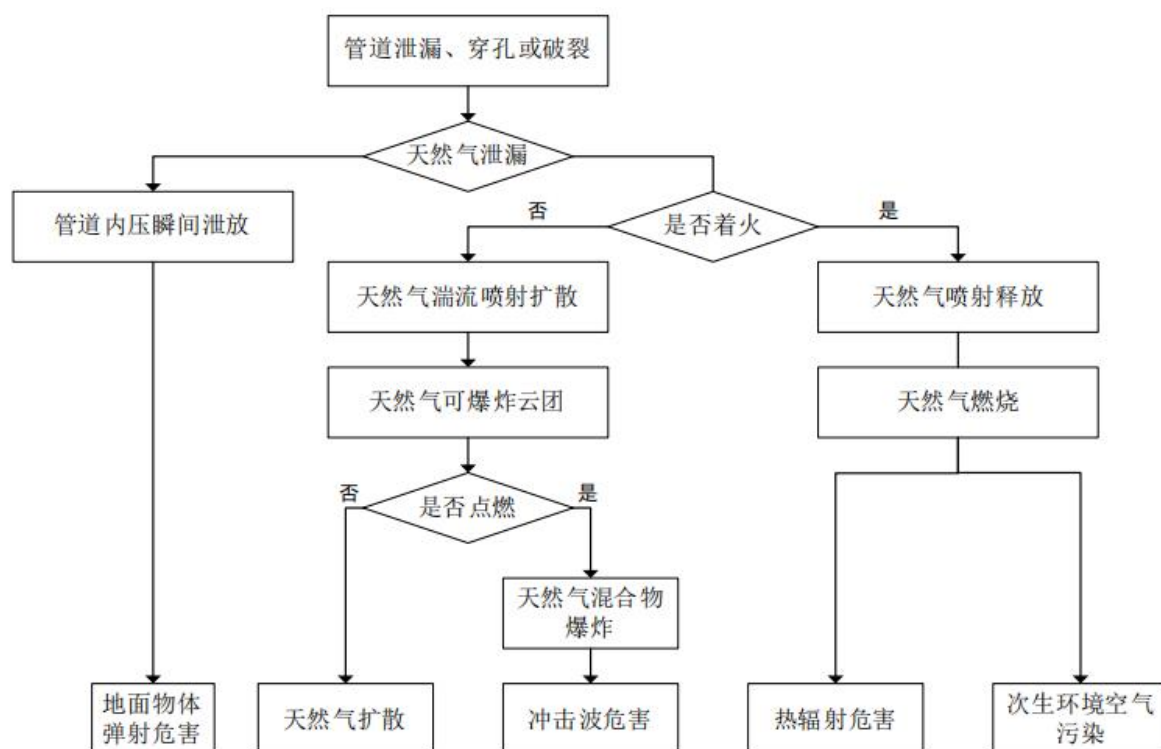 管道泄漏、穿孔或破裂
天然气泄漏
管道内压瞬间泄放
否
是否着火
是
天然气湍流喷射扩散
天然气喷射释放
天然气可爆炸云团
天然气燃烧
否
是否点燃
是
天然气混合物
爆炸
地面物体
弹射危害
天然气扩散
冲击波危害
热辐射危害
次生环境空气
污染